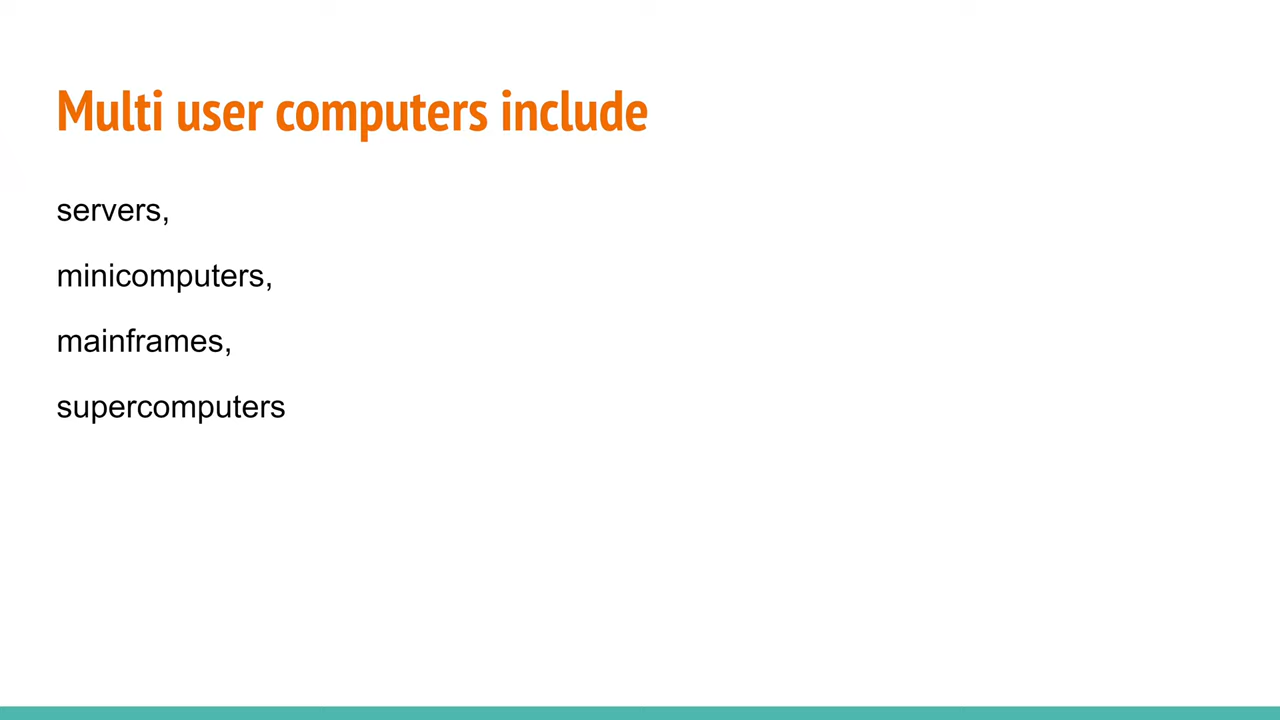 Multi user computers include
servers,
minicomputers,
mainframes,
supercomputers